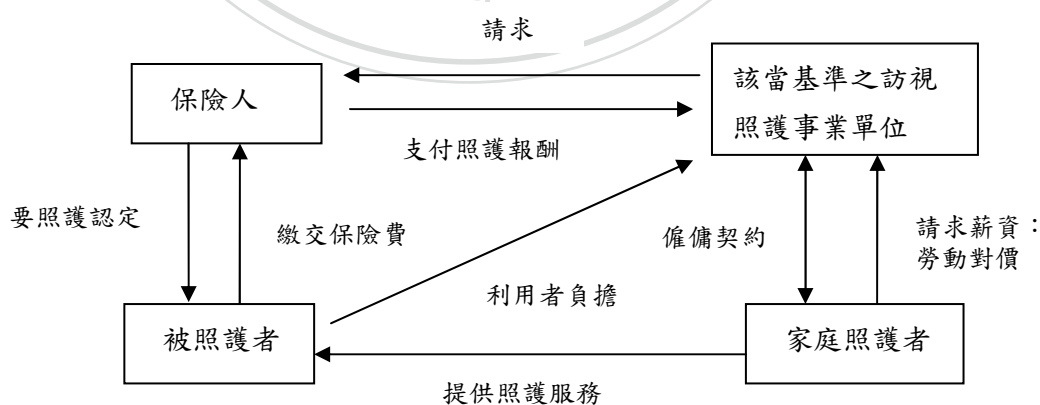 請求
保險人
該當基準之訪視
照護事業單位
支付照護報酬
要照護認定
繳交保險費
僱傭契約
請求薪資：
勞動對價
利用者負擔
被照護者
家庭照護者
提供照護服務